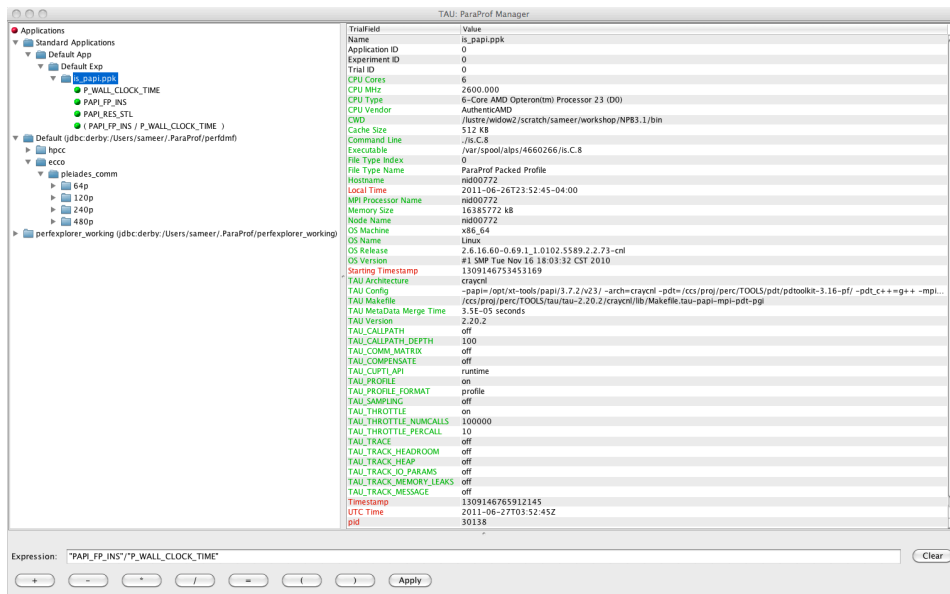 TAU: ParaProf Manager
Applications
Standard Applications
Default App
Default Exp
is_papi.ppk
P_WALL_CLOCK_TIME
PAPI_FP_INS
PAPI_RES_STL
( PAPI_FP_INS / P_WALL_CLOCK_TIME )
Default (jdbc:derby:/Users/sameer/.ParaProf/perfdmf)
hpcc
ecco
pleiades_comm
64p
120p
240p
480p
perfexplorer_working (jdbc:derby:/Users/sameer/.ParaProf/perfexplorer_working)
TrialField Value
Name is_papi.ppk
Application ID 0
Experiment ID 0
Trial ID 0
CPU Cores 6
CPU MHz 2600.000
CPU Type 6-Core AMD Opteron(tm) Processor 23 (D0)
CPU Vendor AuthenticAMD
CWD /lustre/widow2/scratch/sameer/workshop/NPB3.1/bin
Cache Size 512 KB
Command Line ./is.C.8
Executable /var/spool/alps/4660266/is.C.8
File Type Index 0
File Type Name ParaProf Packed Profile
Hostname nid00772
Local Time 2011-06-26T23:52:45-04:00
MPI Processor Name nid00772
Memory Size 16385772 kB
Node Name nid00772
OS Machine x86_64
OS Name Linux
OS Release 2.6.16.60-0.69.1_1.0102.5589.2.2.73-cnl
OS Version #1 SMP Tue Nov 16 18:03:32 CST 2010
Starting Timestamp 1309146753453169
TAU Architecture craycnl
TAU Config -papi=/opt/xt-tools/papi/3.7.2/v23/ -arch=craycnl -pdt=/ccs/proj/perc/TOOLS/pdt/pdtoolkit-3.16-pf/ -pdt_c++=g++ -mpi...
TAU Makefile /ccs/proj/perc/TOOLS/tau/tau-2.20.2/craycnl/lib/Makefile.tau-papi-mpi-pdt-pgi
TAU MetaData Merge Time 3.5E-05 seconds
TAU Version 2.20.2
TAU_CALLPATH off
TAU_CALLPATH_DEPTH 100
TAU_COMM_MATRIX off
TAU_COMPENSATE off
TAU_CUPTI_API runtime
TAU_PROFILE on
TAU_PROFILE_FORMAT profile
TAU_SAMPLING off
TAU_THROTTLE on
TAU_THROTTLE_NUMCALLS 100000
TAU_THROTTLE_PERCALL 10
TAU_TRACE off
TAU_TRACK_HEADROOM off
TAU_TRACK_HEAP off
TAU_TRACK_IO_PARAMS off
TAU_TRACK_MEMORY_LEAKS off
TAU_TRACK_MESSAGE off
Timestamp 1309146765912145
UTC Time 2011-06-27T03:52:45Z
pid 30138
Expression: "PAPI_FP_INS"/"P_WALL_CLOCK_TIME" Clear
+ - * / = ( ) Apply